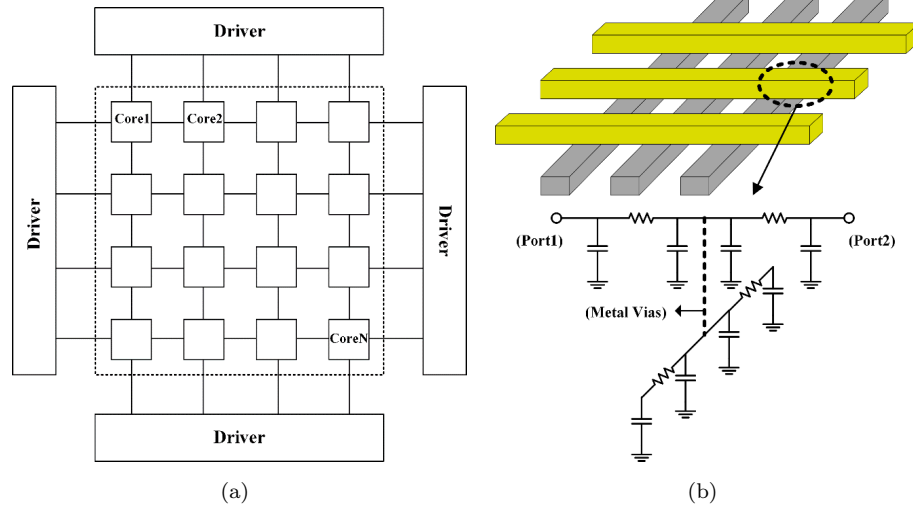 Driver
Driver
Core1
Core2
Driver
CoreN
Driver
(a)
(Port1)
(Port2)
(Metal Vias)
(b)